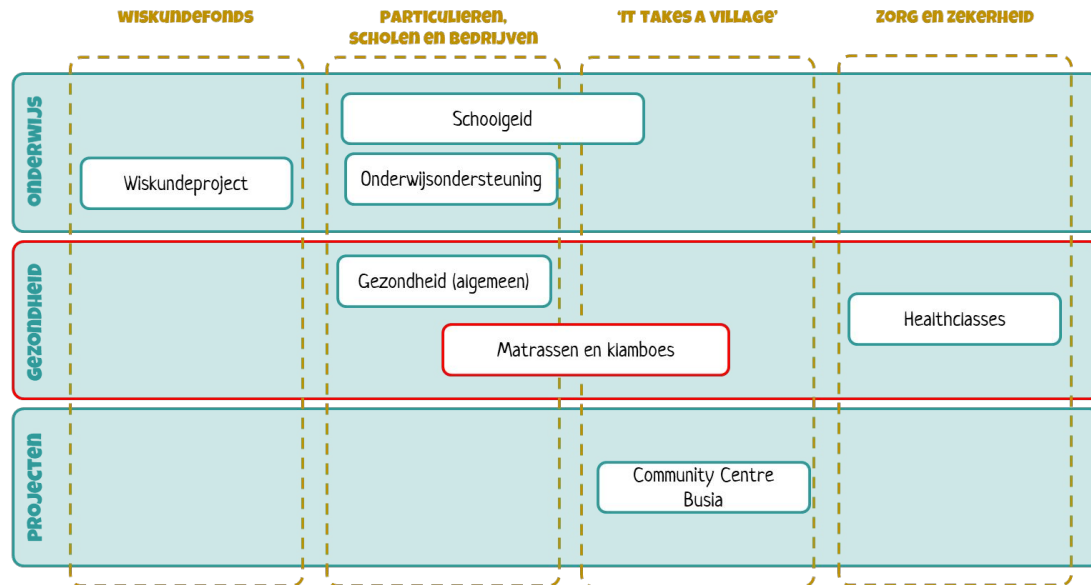 WISKUNDEFONDS
PARTICULIEREN,
SCHOLEN EN BEDRIJVEN
'IT TAKES A VILLAGE'
ZORG EN ZEKERHEID
ONDERWIJS
Schoolgeld
Wiskundeproject
Onderwijsondersteuning
GEZONDHEID
Gezondheid (algemeen)
Healthclasses
Matrassen en klamboes
PROJECTEN
Community Centre
Busia